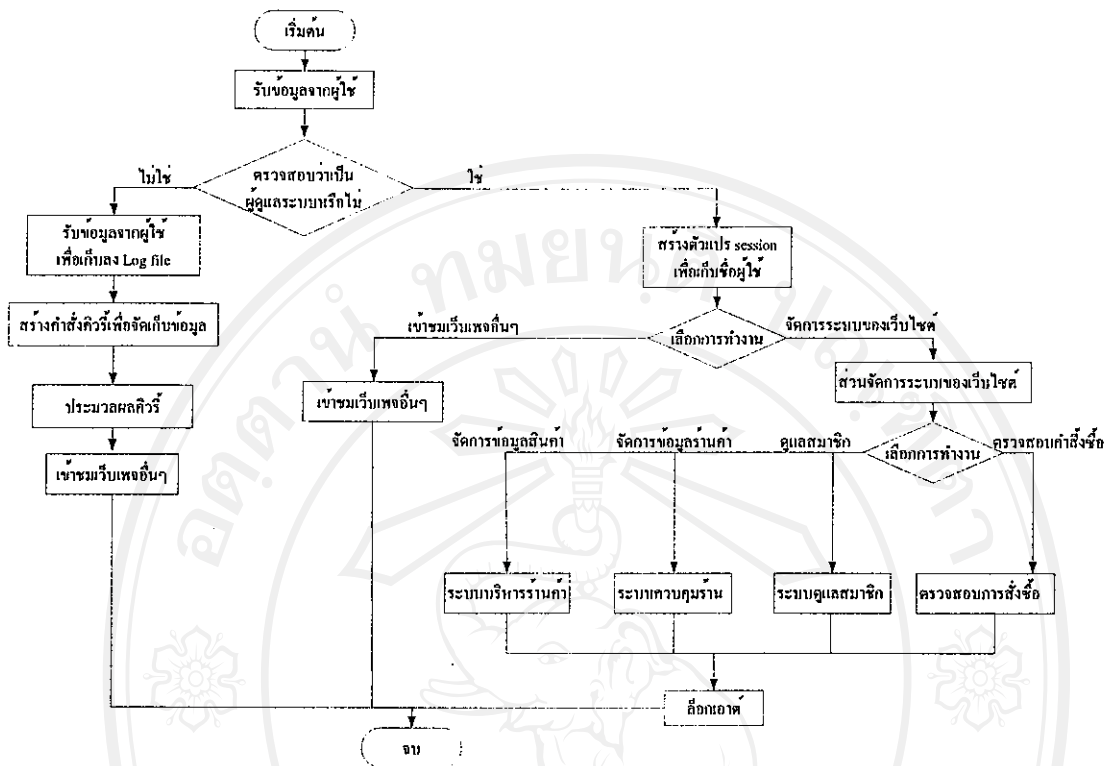 เริ่มต้น
รับข้อมูลจากผู้ใช้
ไม่ใช่
ตรวจสอบว่าเป็น
ผู้ดูแลระบบหรือไม่
ใช่
รับข้อมูลจากผู้ใช้
เพื่อเก็บลง Log file
สร้างตัวแปร session
เพื่อเก็บชื่อผู้ใช้
สร้างคำสั่งคิวรี้เพื่อจัดเก็บข้อมูล
เข้าชมเว็บเพจอื่นๆ
เลือกการทำงาน
จัดการระบบของเว็บไซต์
ประมวลผลคิวรี้
เข้าชมเว็บเพจอื่นๆ
ส่วนจัดการระบบของเว็บไซต์
เข้าชมเว็บเพจอื่นๆ
จัดการข้อมูลสินค้า
จัดการข้อมูลร้านค้า
ดูแลสมาชิก
เลือกการทำงาน
ตรวจสอบคำสั่งซื้อ
ระบบบริหารร้านค้า
ระบบควบคุมร้าน
ระบบดูแลสมาชิก
ตรวจสอบการสั่งซื้อ
ล็อกเอาต์
จบ
อตฺตานํ ทมยนฺติ ปณฺฑิตา